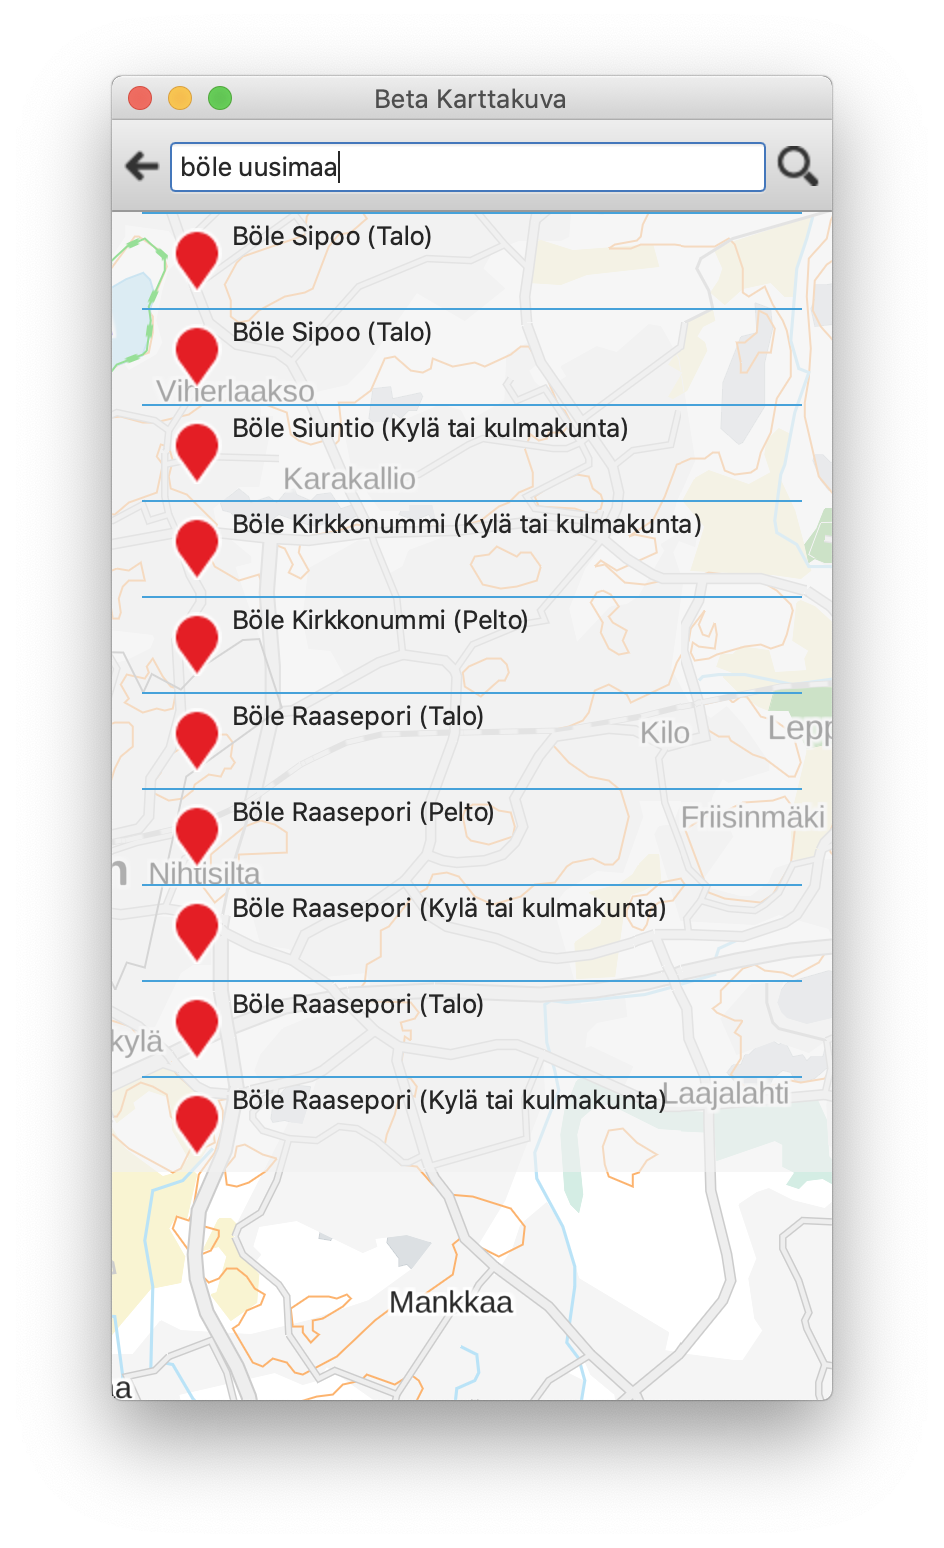 Beta Karttakuva
böle uusimaa
Böle Sipoo (Talo)
Böle Sipoo (Talo)
Viherlaakso
Böle Siuntio (Kylä tai kulmakunta)
Karakallio
Böle Kirkkonummi (Kylä tai kulmakunta)
Böle Kirkkonummi (Pelto)
Böle Raasepori (Talo)
Kilo
Lepp
Böle Raasepori (Pelto)
Friisinmäki
n
Nihtisilta
Böle Raasepori (Kylä tai kulmakunta)
Böle Raasepori (Talo)
kylä
Böle Raasepori (Kylä tai kulmakunta)
Laajalahti
Mankkaa
aa